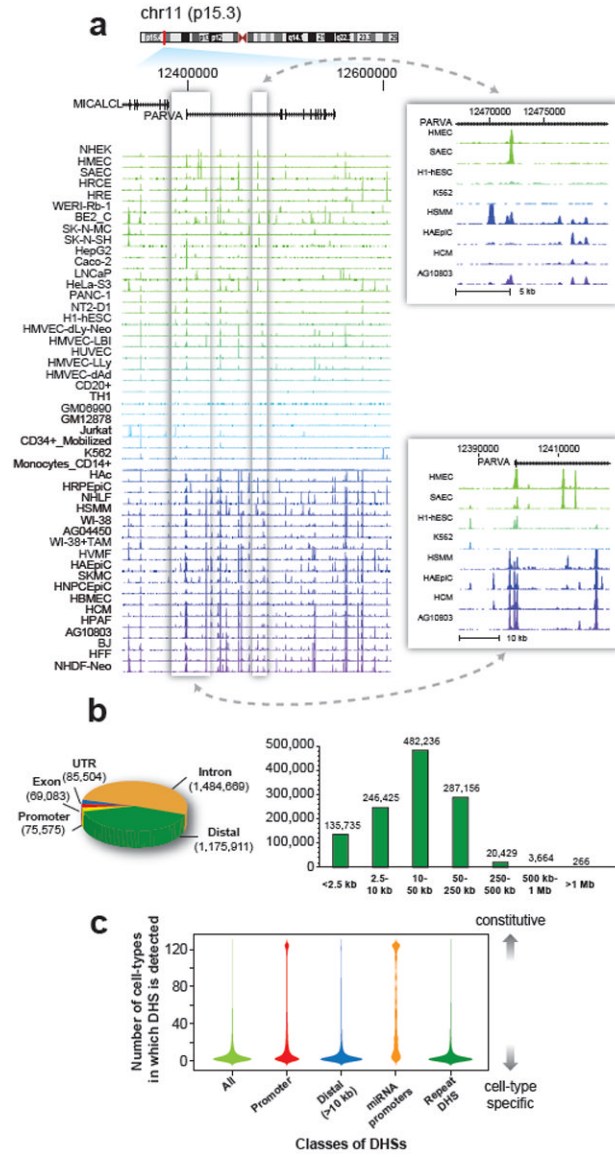 a
chr11 (p15.3)
12400000 12600000
MICALCL
PARVA
NHEK
HMEC
SAEC
HRCE
HRE
WERI-Rb-1
BE2_C
SK-N-MC
SK-N-SH
HepG2
Caco-2
LNCaP
HeLa-S3
PANC-1
NT2-D1
H1-hESC
HMVEC-dLy-Neo
HMVEC-LBl
HUVEC
HMVEC-LLy
HMVEC-dAd
CD20+
TH1
GM06990
GM12878
Jurkat
CD34+_Mobilized
K562
Monocytes_CD14+
HAc
HRPEpiC
NHLF
HSMM
WI-38
AG04450
WI-38+TAM
HVMF
HAEpiC
SKMC
HNPCEpiC
HBMEC
HCM
HPAF
AG10803
BJ
HFF
NHDF-Neo
12470000 12475000
PARVA
HMEC
SAEC
H1-hESC
K562
HSMM
HAEpiC
HCM
AG10803
5 kb
12390000 12410000
PARVA
HMEC
SAEC
H1-hESC
K562
HSMM
HAEpiC
HCM
AG10803
10 kb
b
UTR
(85,504)
Exon
(69,083)
Promoter
(75,575)
Intron
(1,484,669)
Distal
(1,175,911)
500,000
400,000
300,000
200,000
100,000
0
135,735
246,425
482,236
287,156
20,429
3,664
266
<2.5 kb
2.5-
10 kb
10-
50 kb
50-
250 kb
250-
500 kb
500 kb-
1 Mb
>1 Mb
c
Number of cell-types
in which DHS is detected
120
80
40
0
All
Promoter
Distal
(>10 kb)
miRNA
promoters
Repeat
DHS
Classes of DHSs
constitutive
cell-type
specific